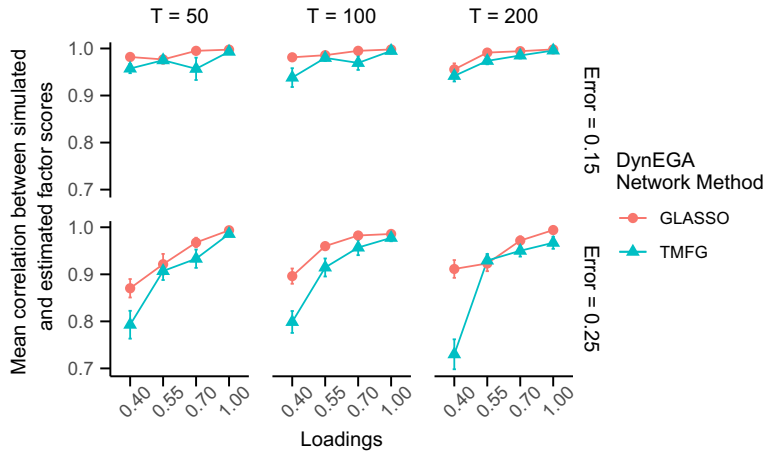 T = 50 T = 100 T = 200
Mean correlation between simulated
and estimated factor scores
1.0
0.9
0.8
0.7
Error = 0.15
1.0
0.9
0.8
0.7
Error = 0.25
0.40 0.55 0.70 1.00 0.40 0.55 0.70 1.00 0.40 0.55 0.70 1.00
Loadings
DynEGA
Network Method
GLASSO
TMFG